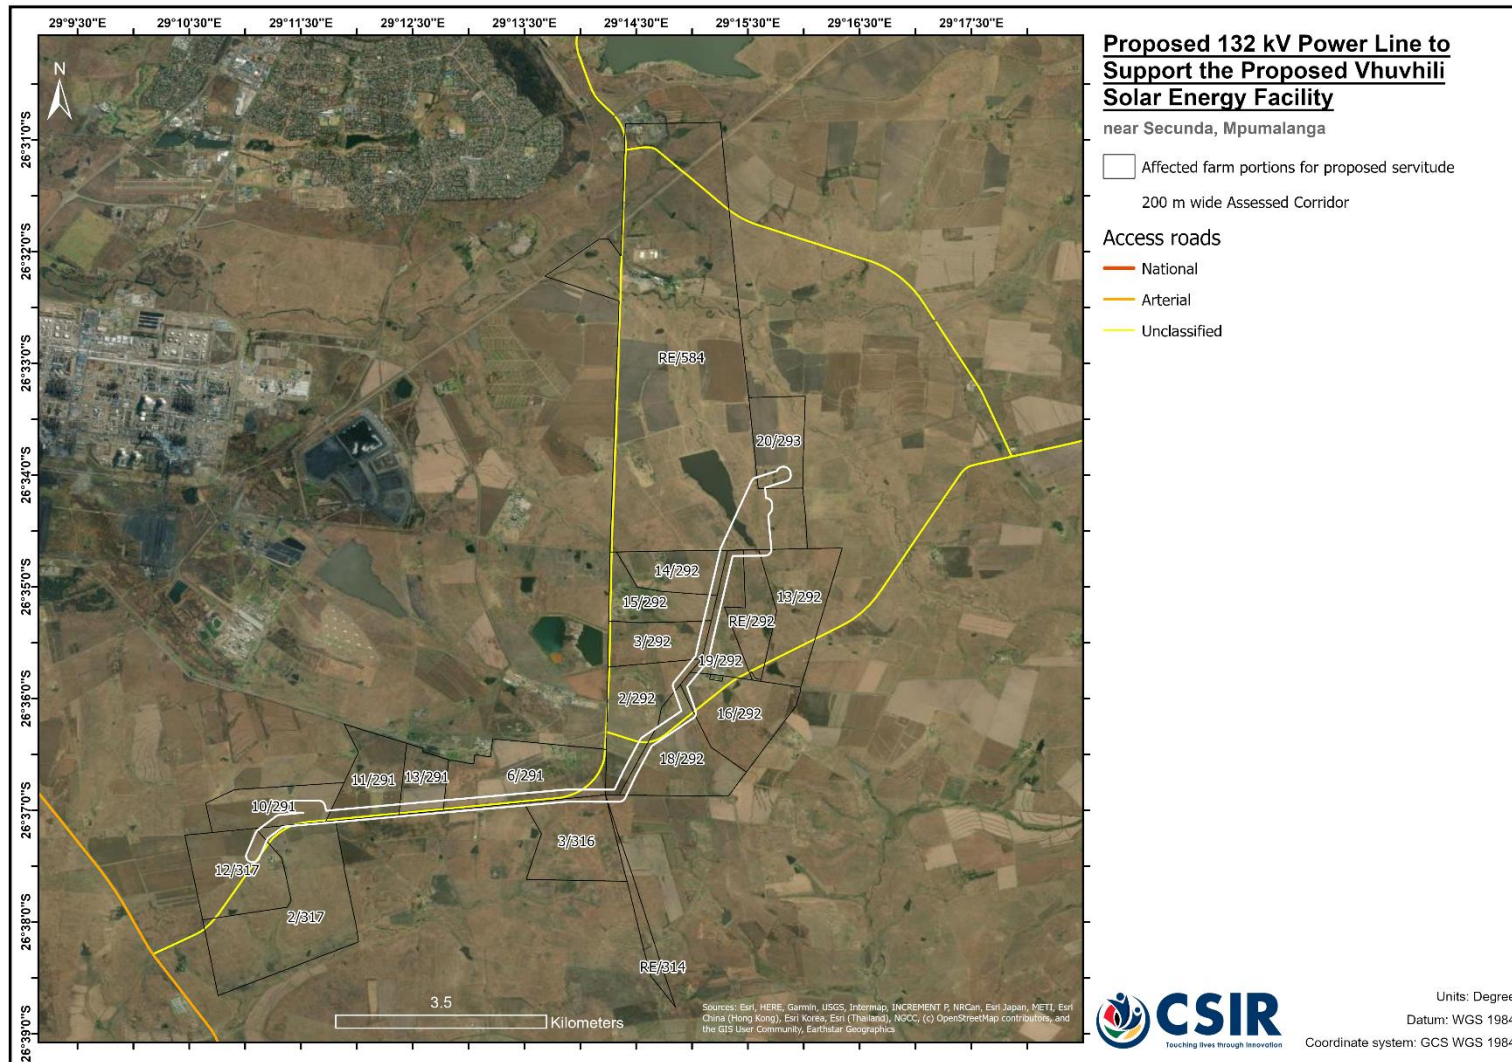 29°9'30"E 29°10'30"E 29°11'30"E 29°12'30"E 29°13'30"E 29°14'30"E 29°15'30"E 29°16'30"E 29°17'30"E
N
26°31'0"S
26°32'0"S
26°33'0"S
26°34'0"S
26°35'0"S
26°36'0"S
26°37'0"S
26°38'0"S
26°39'0"S
RE/584
20/293
14/292
15/292
13/292
RE/292
3/292
19/292
2/292
16/292
18/292
11/291
13/291
6/291
10/291
3/316
12/317
2/317
RE/314
3.5
Kilometers
Sources: Esri, HERE, Garmin, USGS, Intermap, INCREMENT P, NRCan, Esri Japan, METI, Esri
China (Hong Kong), Esri Korea, Esri (Thailand), NGCC, (c) OpenStreetMap contributors, and
the GIS User Community, Earthstar Geographics
Proposed 132 kV Power Line to
Support the Proposed Vhuvhili
Solar Energy Facility
near Secunda, Mpumalanga
Affected farm portions for proposed servitude
200 m wide Assessed Corridor
Access roads
National
Arterial
Unclassified
CSIR
Touching lives through innovation
Units: Degree
Datum: WGS 1984
Coordinate system: GCS WGS 1984